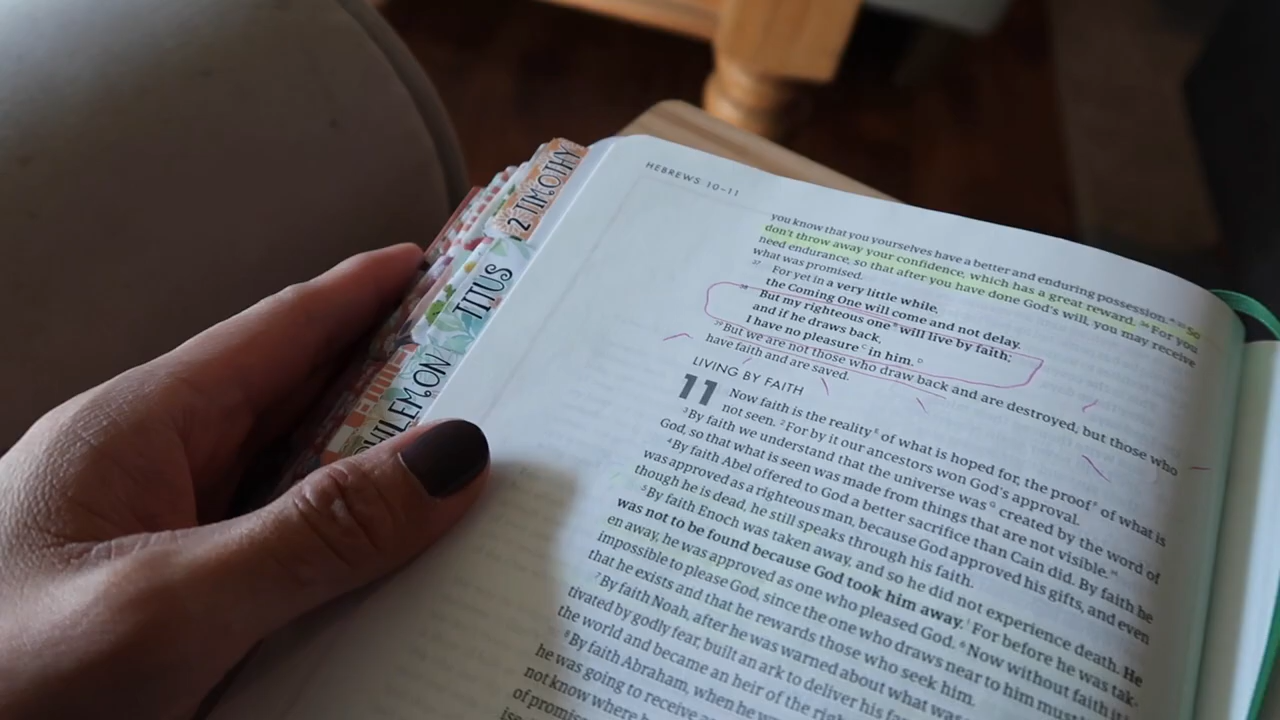 2 TIMOTHY
TITUS
HILEMON
HEBREWS 10–11
you know that you yourselves have a better and enduring possession. 35 So
don't throw away your confidence, which has a great reward. 36 For you
need endurance, so that after you have done God's will, you may receive
what was promised.
37 For yet in a very little while,
the Coming One will come and not delay.
38 But my righteous one will live by faith;
and if he draws back,
I have no pleasure in him.
39 But we are not those who draw back and are destroyed, but those who
have faith and are saved.
LIVING BY FAITH
11 Now faith is the reality of what is hoped for, the proof of what is
not seen. 2 For by it our ancestors won God's approval.
3 By faith we understand that the universe was created by the word of
God, so that what is seen was made from things that are not visible.
4 By faith Abel offered to God a better sacrifice than Cain did. By faith he
was approved as a righteous man, because God approved his gifts, and even
though he is dead, he still speaks through his faith.
5 By faith Enoch was taken away, and so he did not experience death. He
was not to be found because God took him away. For before he was tak-
en away, he was approved as one who pleased God. 6 Now without faith it is
impossible to please God, since the one who draws near to him must
that he exists and that he rewards those who seek him.
7 By faith Noah, after he was warned about what was
tivated by godly fear, built an ark to deliver his
the world and became an heir of the righ
8 By faith Abraham, when he w
he was going to receive a
not know where h
of promis